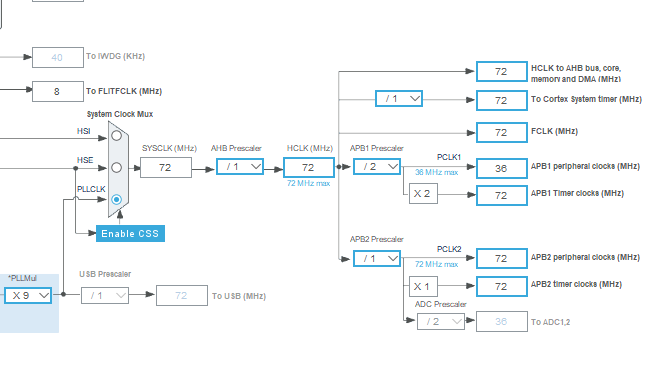 40
To IWDG (KHz)
8
To FLITFCLK (MHz)
System Clock Mux
HSI
HSE
PLLCLK
Enable CSS
SYSCLK (MHz)
72
AHB Prescaler
/ 1
HCLK (MHz)
72
72 MHz max
72
HCLK to AHB bus, core,
memory and DMA (MHz)
/ 1
72
To Cortex System timer (MHz)
72
FCLK (MHz)
APB1 Prescaler
/ 2
PCLK1
36 MHz max
36
APB1 peripheral clocks (MHz)
X 2
72
APB1 Timer clocks (MHz)
APB2 Prescaler
/ 1
PCLK2
72 MHz max
72
APB2 peripheral clocks (MHz)
X 1
72
APB2 timer clocks (MHz)
ADC Prescaler
/ 2
36
To ADC1,2
*PLLMul
X 9
USB Prescaler
/ 1
72
To USB (MHz)